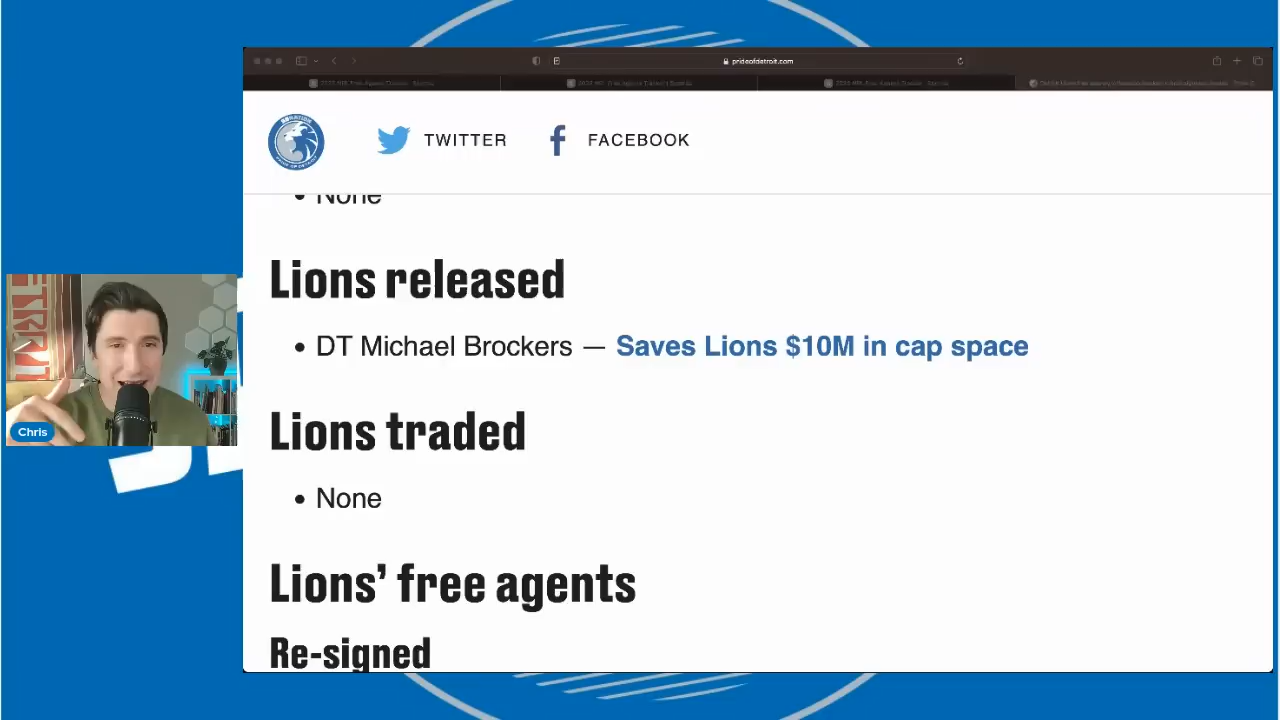 prideofdetroit.com
TWITTER
FACEBOOK
None
Lions released
DT Michael Brockers — Saves Lions $10M in cap space
Lions traded
None
Lions’ free agents
Re-signed
Chris